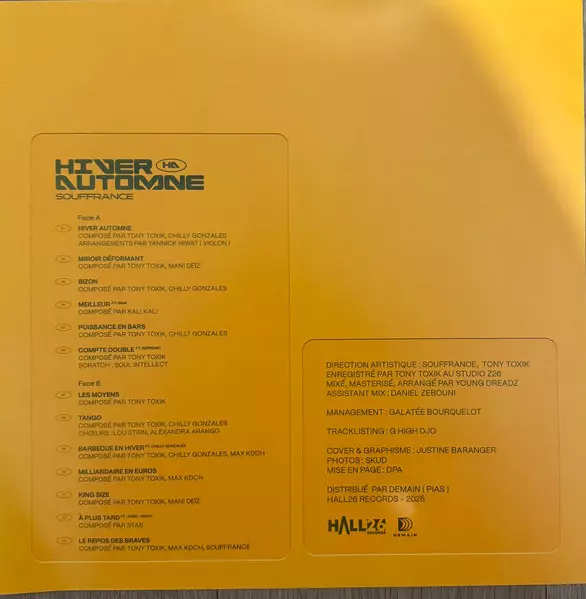 HIVER HA
AUTOMNE
SOUFFRANCE
Face A
HIVER AUTOMNE
COMPOSÉ PAR TONY TOXIK, CHILLY GONZALES
ARRANGEMENTS PAR YANNICK HIWAT ( VIOLON )
MIROIR DÉFORMANT
COMPOSÉ PAR TONY TOXIK, MANI DEÏZ
BIZON
COMPOSÉ PAR TONY TOXIK, CHILLY GONZALES
MEILLEUR
COMPOSÉ PAR KALI KALI
PUISSANCE EN BARS
COMPOSÉ PAR TONY TOXIK, CHILLY GONZALES
COMPTE DOUBLE
COMPOSÉ PAR TONY TOXIK
SCRATCH : SOUL INTELLECT
Face B
LES MOYENS
COMPOSÉ PAR TONY TOXIK
TANGO
COMPOSÉ PAR TONY TOXIK, CHILLY GONZALES
CHŒURS : LOU STIRN, ALEXANDRA ARANGO
BARBECUE EN HIVER FT. CHILLY GONZALES
COMPOSÉ PAR TONY TOXIK, CHILLY GONZALES, MAX KOCH
MILLIARDAIRE EN EUROS
COMPOSÉ PAR TONY TOXIK, MAX KOCH
KING SIZE
COMPOSÉ PAR TONY TOXIK, MANI DEÏZ
À PLUS TARD
COMPOSÉ PAR STAB
LE REPOS DES BRAVES
COMPOSÉ PAR TONY TOXIK, MAX KOCH, SOUFFRANCE
DIRECTION ARTISTIQUE : SOUFFRANCE, TONY TOXIK
ENREGISTRÉ PAR TONY TOXIK AU STUDIO Z26
MIXÉ, MASTERISÉ, ARRANGÉ PAR YOUNG DREADZ
ASSISTANT MIX : DANIEL ZEBOUNI
MANAGEMENT : GALATÉE BOURQUELOT
TRACKLISTING : G HIGH DJO
COVER & GRAPHISME : JUSTINE BARANGER
PHOTOS : SKUD
MISE EN PAGE : DPA
DISTRIBUÉ PAR DEMAIN ( PIAS )
HALL26 RECORDS - 2025
HALL26
records
DEMAIN